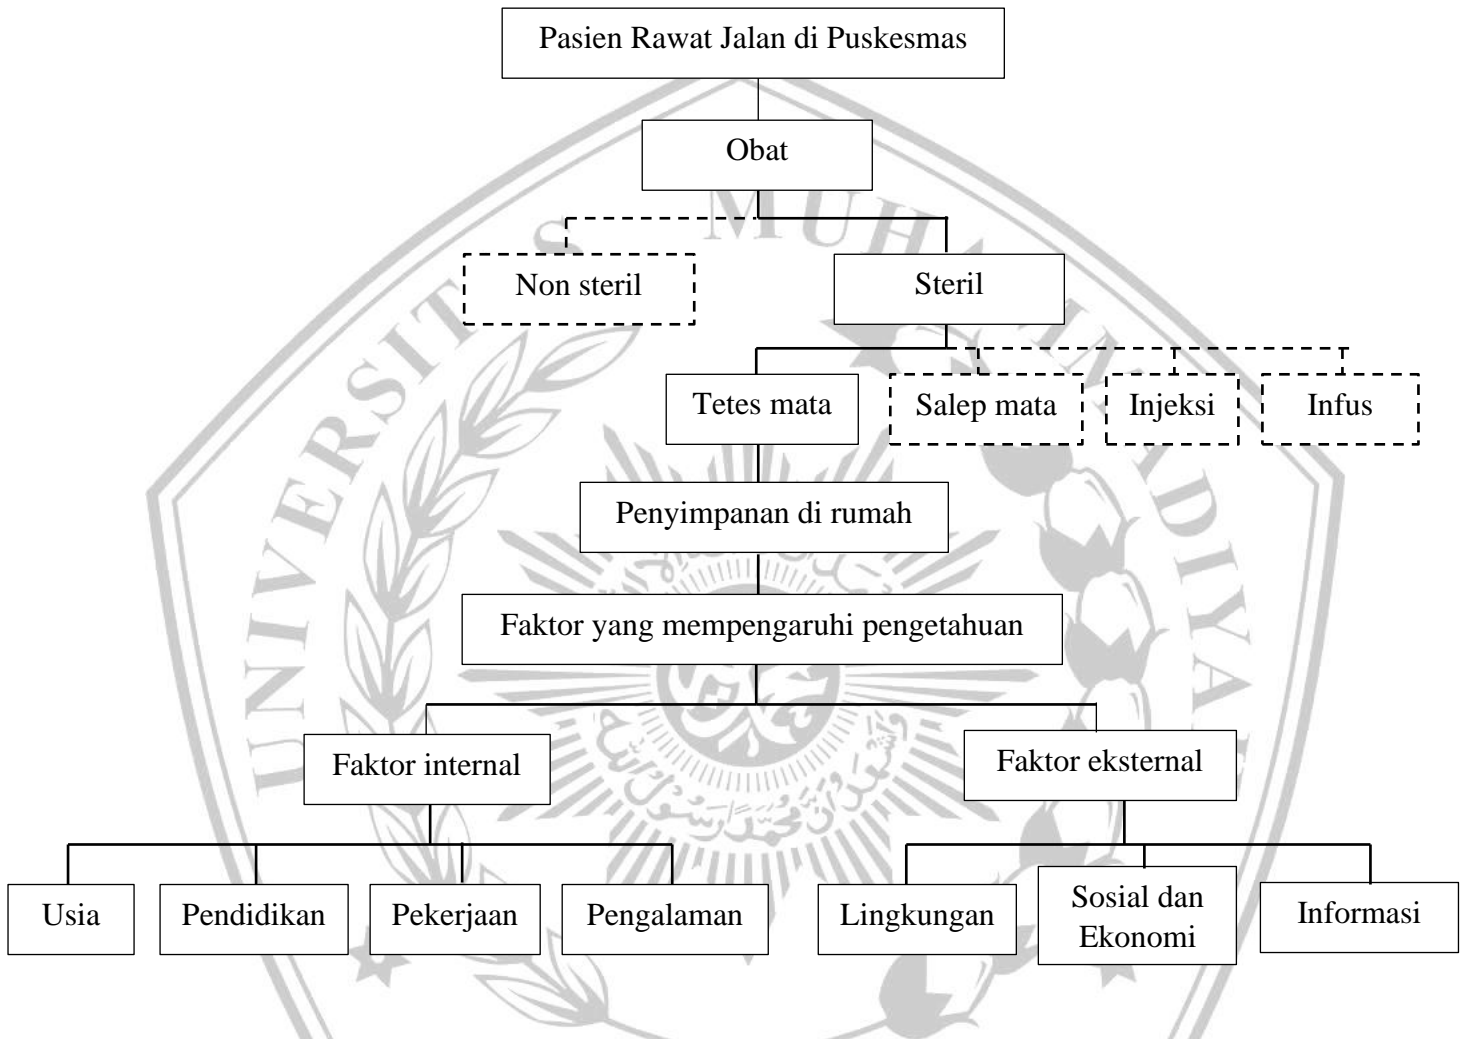 Pasien Rawat Jalan di Puskesmas
Obat
Non steril
Steril
Tetes mata
Salep mata
Injeksi
Infus
Penyimpanan di rumah
Faktor yang mempengaruhi pengetahuan
Faktor internal
Faktor eksternal
Usia
Pendidikan
Pekerjaan
Pengalaman
Lingkungan
Sosial dan
Ekonomi
Informasi